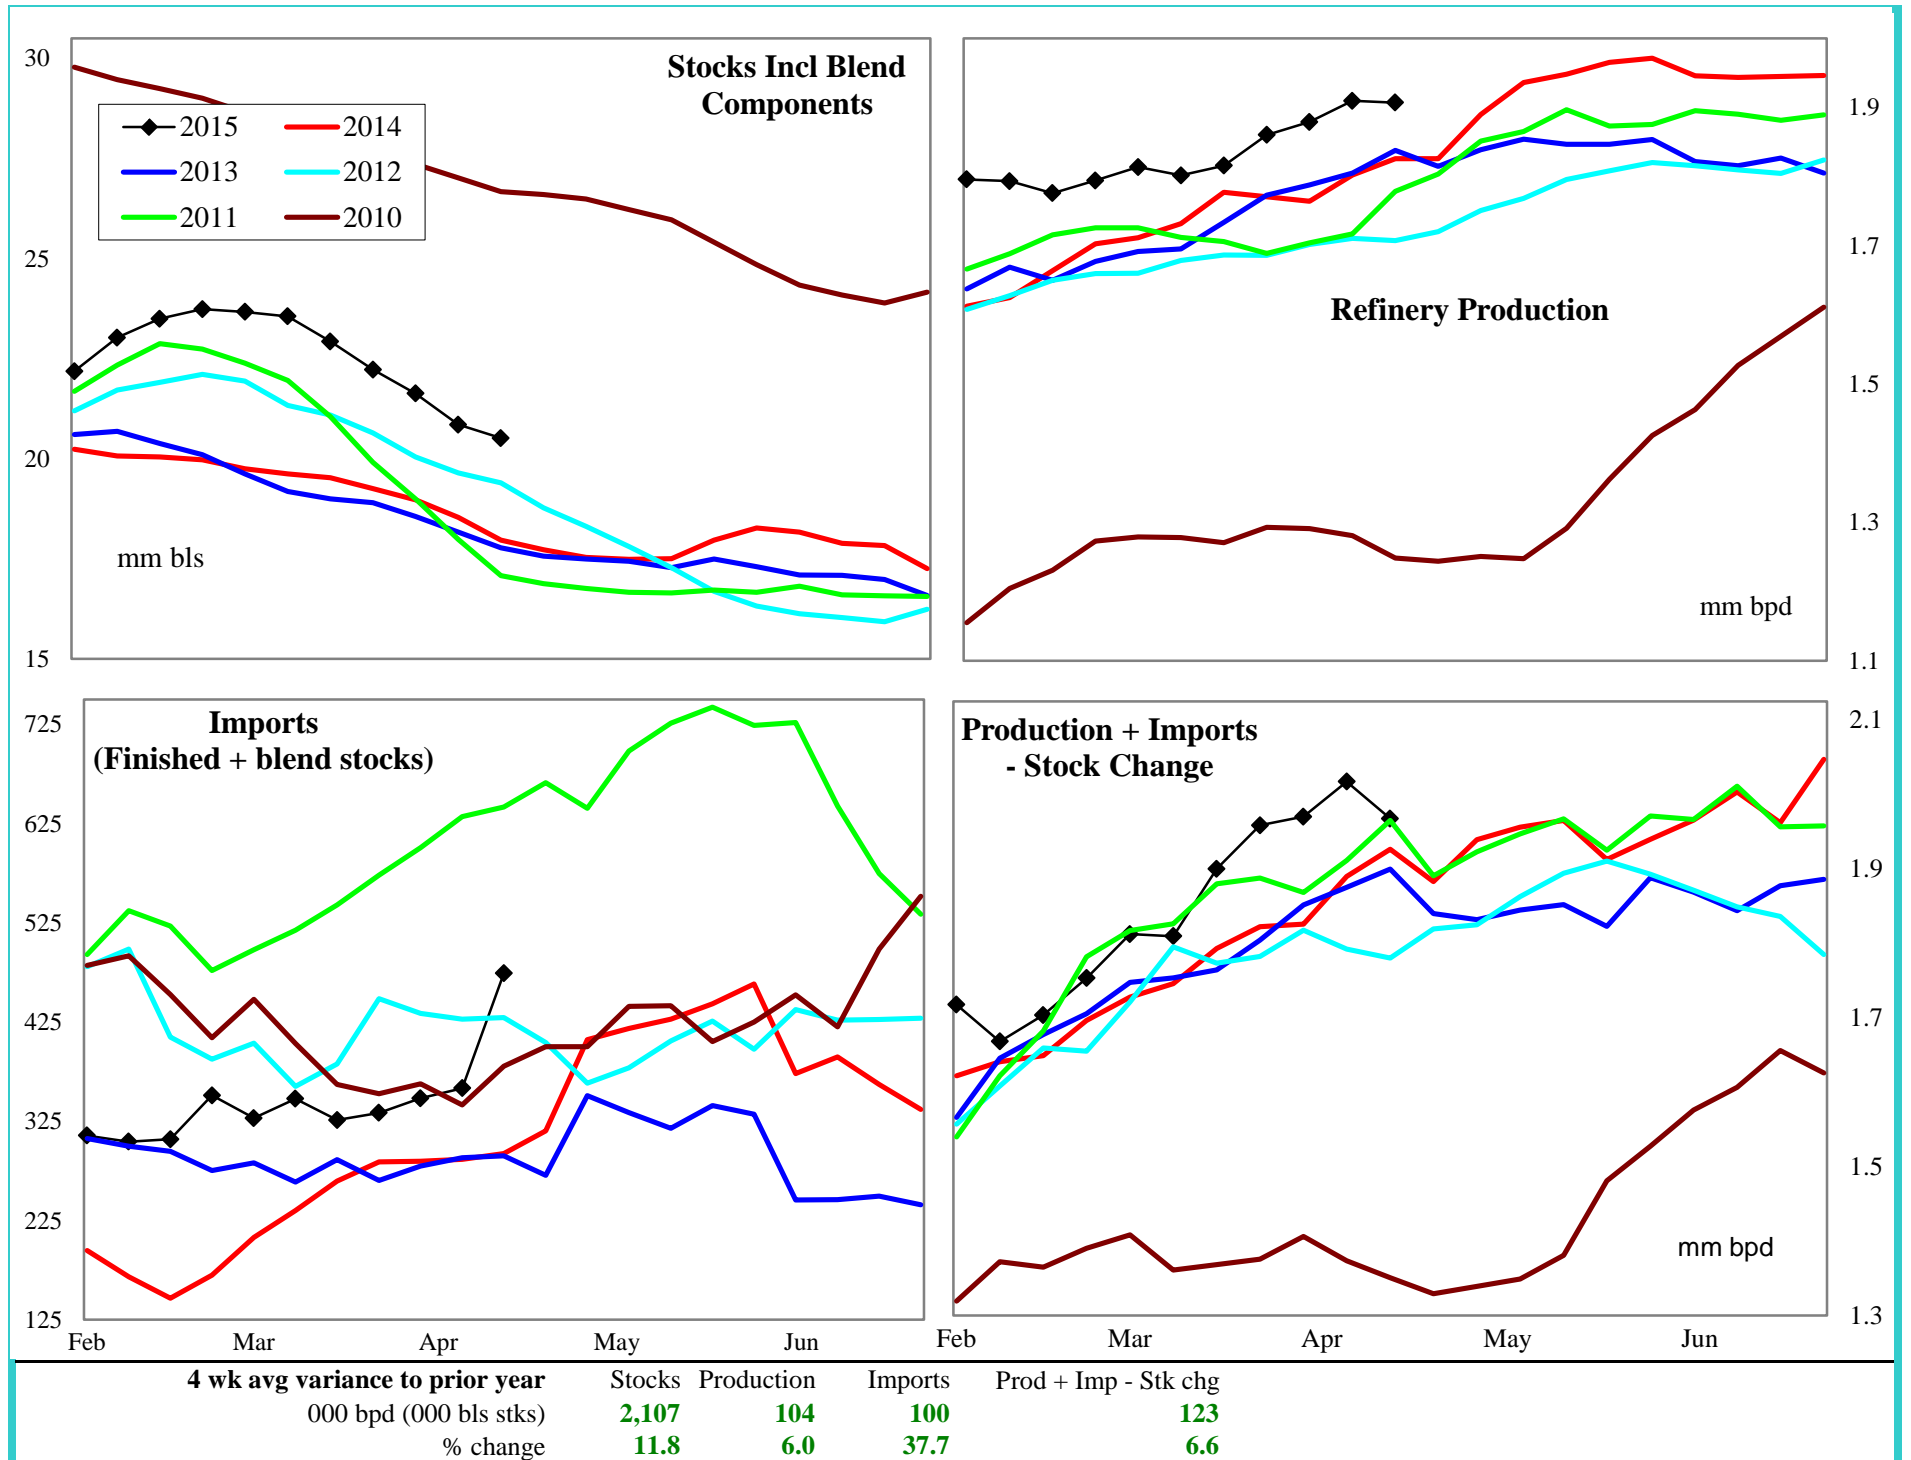 Stocks Incl Blend
Components
30
25
20
15
2015
2014
2013
2012
2011
2010
mm bls
Refinery Production
mm bpd
1.9
1.7
1.5
1.3
1.1
Imports
(Finished + blend stocks)
725
625
525
425
325
225
125
Feb Mar Apr May Jun
Production + Imports
- Stock Change
mm bpd
2.1
1.9
1.7
1.5
1.3
Feb Mar Apr May Jun
4 wk avg variance to prior year Stocks Production Imports Prod + Imp - Stk chg
000 bpd (000 bls stks) 2,107 104 100 123
% change 11.8 6.0 37.7 6.6